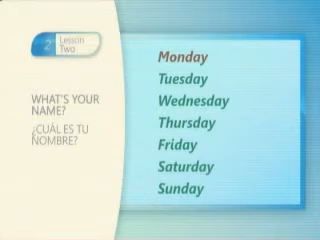 2 Lesson
Two
WHAT'S YOUR
NAME?
¿CUÁL ES TU
NOMBRE?
Monday
Tuesday
Wednesday
Thursday
Friday
Saturday
Sunday